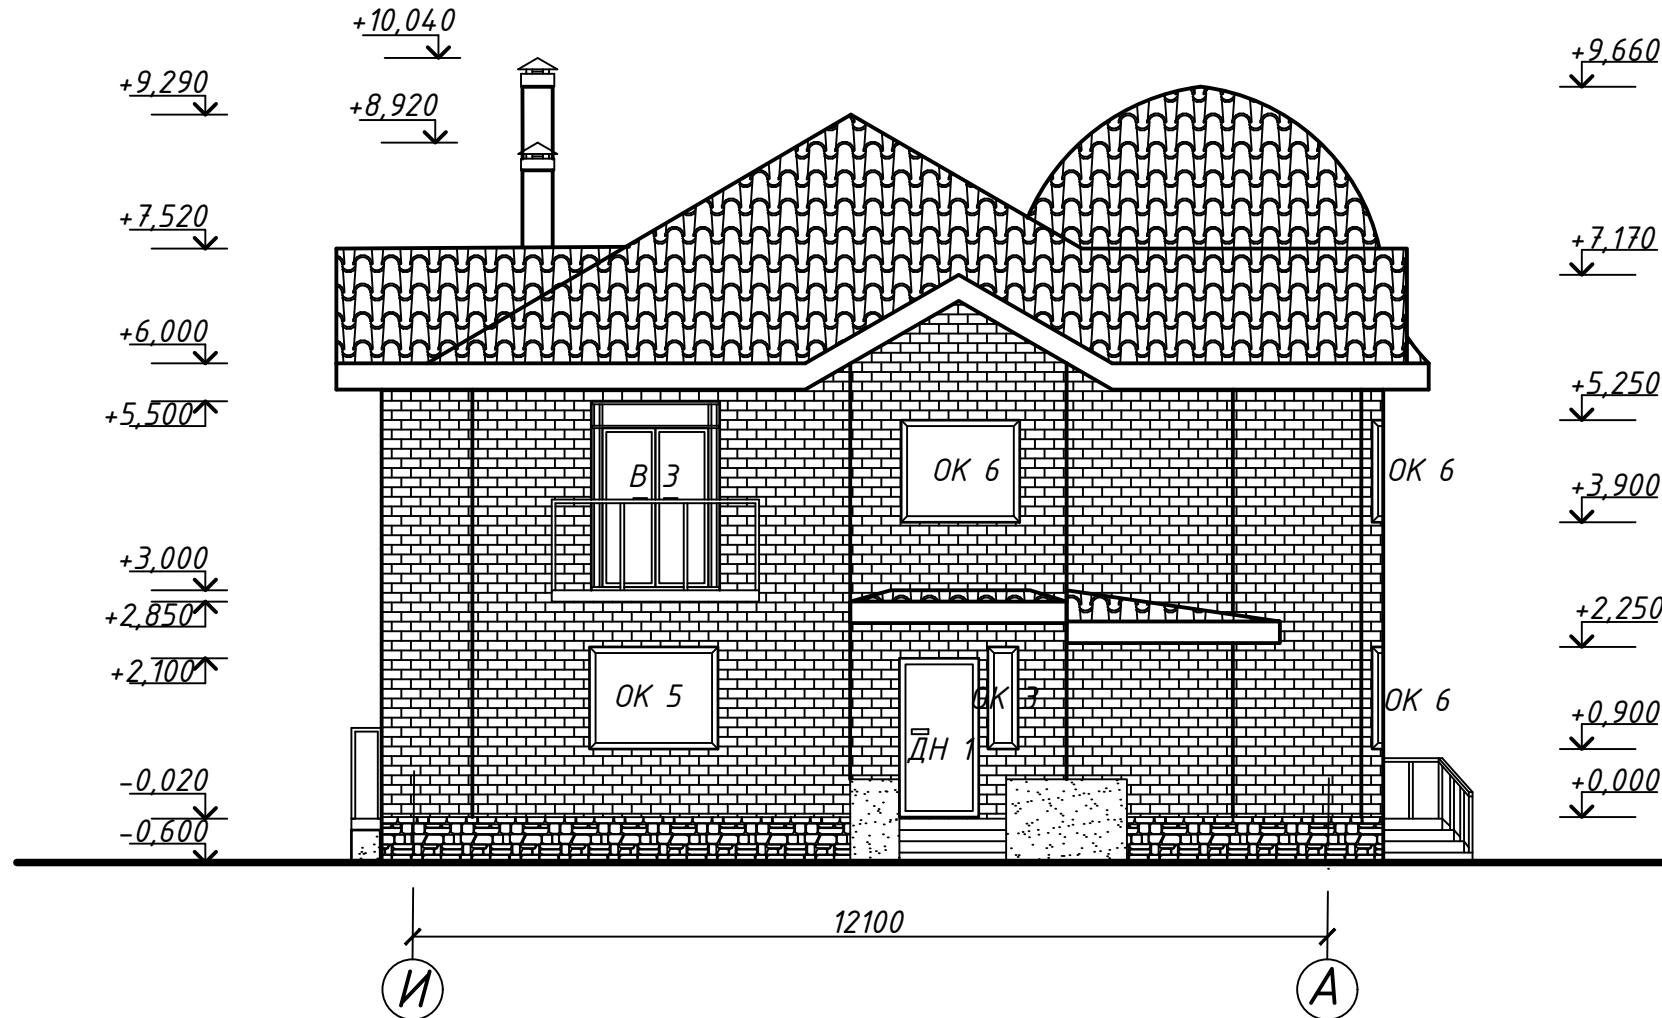 +10,040
+9,660
+9,290
+8,920
+7,520
+7,170
+6,000
+5,250
+5,500
В 3
ОК 6
ОК 6
+3,900
+3,000
+2,850
+2,250
+2,100
ОК 5
ОК 3
ОК 6
+0,900
ДН 1
-0,020
+0,000
-0,600
12100
И
А